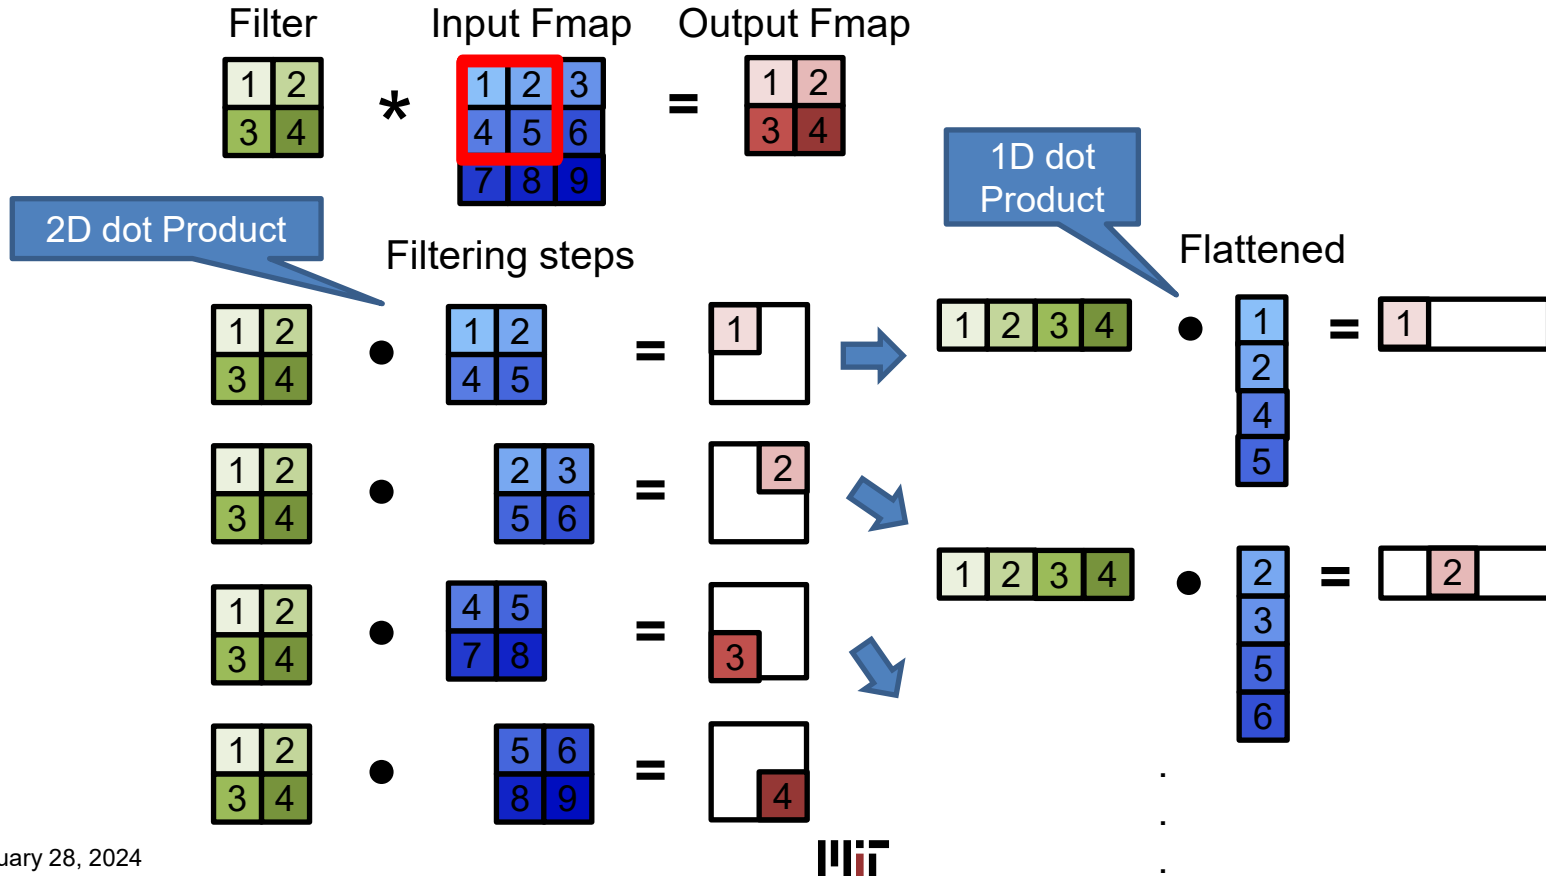 Filter Input Fmap Output Fmap
1 2 * 1 2 3 = 1 2
3 4 4 5 6 3 4
7 8 9
1D dot
Product
2D dot Product
Filtering steps
Flattened
1 2 • 1 2 = 1
3 4 4 5
1 2 3 4 • 1 = 1
2
4
5
1 2 • 2 3 = 2
3 4 5 6
1 2 3 4 • 2 = 2
3
5
6
1 2 • 4 5 = 3
3 4 7 8
1 2 • 5 6 = 4
3 4 8 9
.
.
.
uary 28, 2024
MIT